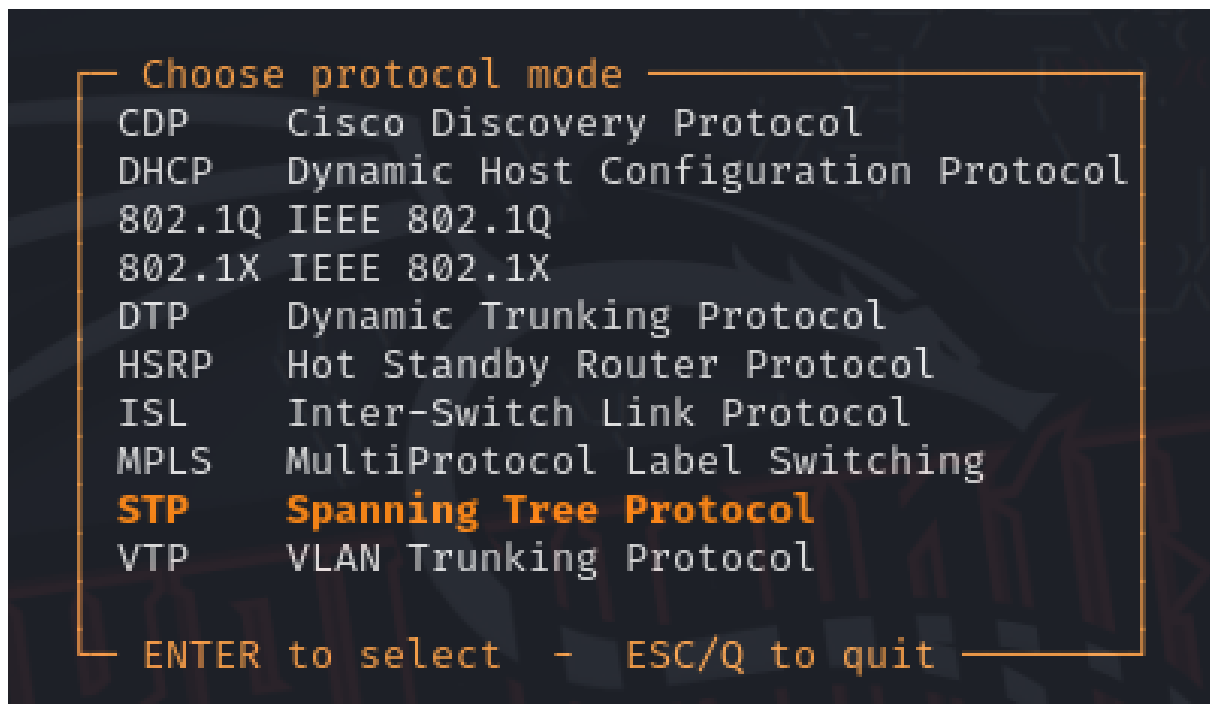 Choose protocol mode
CDP Cisco Discovery Protocol
DHCP Dynamic Host Configuration Protocol
802.1Q IEEE 802.1Q
802.1X IEEE 802.1X
DTP Dynamic Trunking Protocol
HSRP Hot Standby Router Protocol
ISL Inter-Switch Link Protocol
MPLS MultiProtocol Label Switching
STP Spanning Tree Protocol
VTP VLAN Trunking Protocol
ENTER to select - ESC/Q to quit